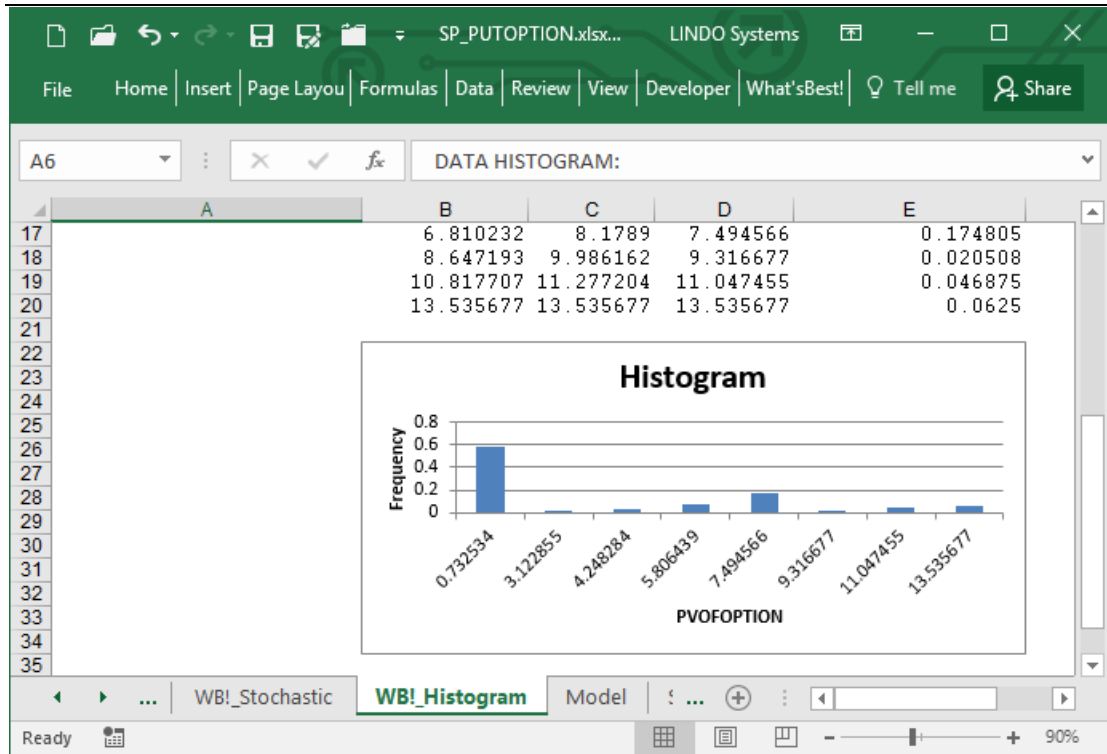 SP_PUTOPTION.xlsx... LINDO Systems
File Home Insert Page Layou Formulas Data Review View Developer What'sBest! Tell me Share
A6 fx DATA HISTOGRAM:
A B C D E
17 6.810232 8.1789 7.494566 0.174805
18 8.647193 9.986162 9.316677 0.020508
19 10.817707 11.277204 11.047455 0.046875
20 13.535677 13.535677 13.535677 0.0625
21
22
23
24
25
26
27
28
29
30
31
32
33
34
35
Histogram
Frequency
0.8
0.6
0.4
0.2
0
0.732534 3.122855 4.248284 5.806439 7.494566 9.316677 11.047455 13.535677
PVOFOPTION
... WB!_Stochastic WB!_Histogram Model ...
Ready 90%